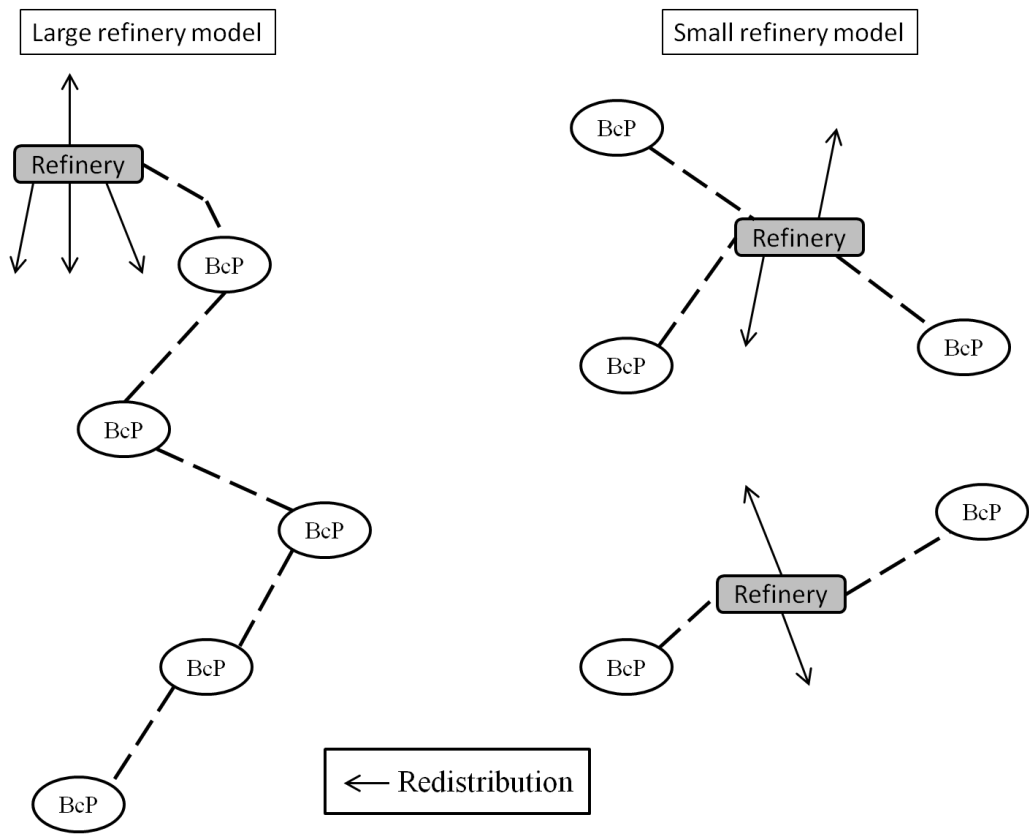 Large refinery model
Small refinery model
Refinery
BcP
BcP
BcP
BcP
BcP
BcP
Refinery
BcP
BcP
BcP
Refinery
BcP
Redistribution